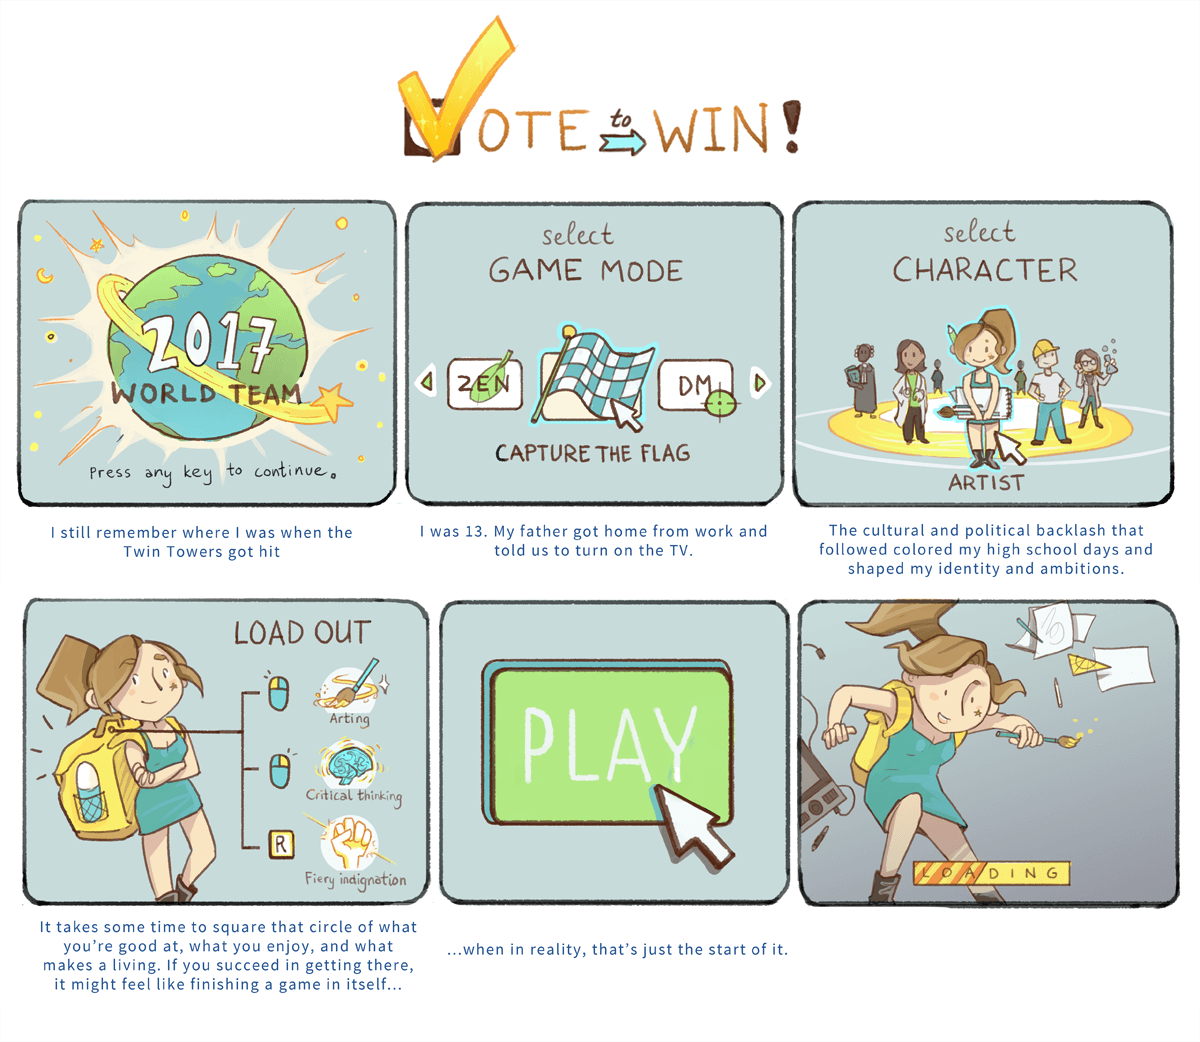 VOTE to WIN!
2017
WORLD TEAM
Press any key to continue.
I still remember where I was when the
Twin Towers got hit
select
GAME MODE
ZEN
DM
CAPTURE THE FLAG
I was 13. My father got home from work and
told us to turn on the TV.
select
CHARACTER
ARTIST
The cultural and political backlash that
followed colored my high school days and
shaped my identity and ambitions.
LOAD OUT
Arting
Critical thinking
R
Fiery indignation
It takes some time to square that circle of what
you’re good at, what you enjoy, and what
makes a living. If you succeed in getting there,
it might feel like finishing a game in itself...
PLAY
...when in reality, that’s just the start of it.
LOADING